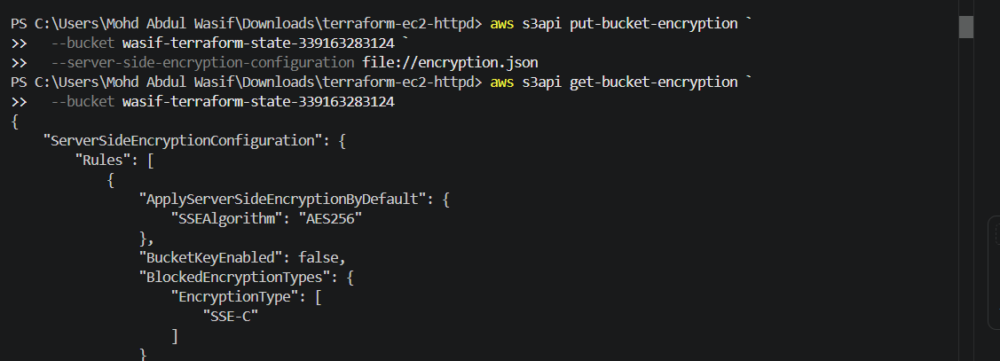 PS C:\Users\Mohd Abdul Wasif\Downloads\terraform-ec2-httpd> aws s3api put-bucket-encryption `
>>   --bucket wasif-terraform-state-339163283124 `
>>   --server-side-encryption-configuration file://encryption.json
PS C:\Users\Mohd Abdul Wasif\Downloads\terraform-ec2-httpd> aws s3api get-bucket-encryption `
>>   --bucket wasif-terraform-state-339163283124
{
    "ServerSideEncryptionConfiguration": {
        "Rules": [
            {
                "ApplyServerSideEncryptionByDefault": {
                    "SSEAlgorithm": "AES256"
                },
                "BucketKeyEnabled": false,
                "BlockedEncryptionTypes": {
                    "EncryptionType": [
                        "SSE-C"
                    ]
                }